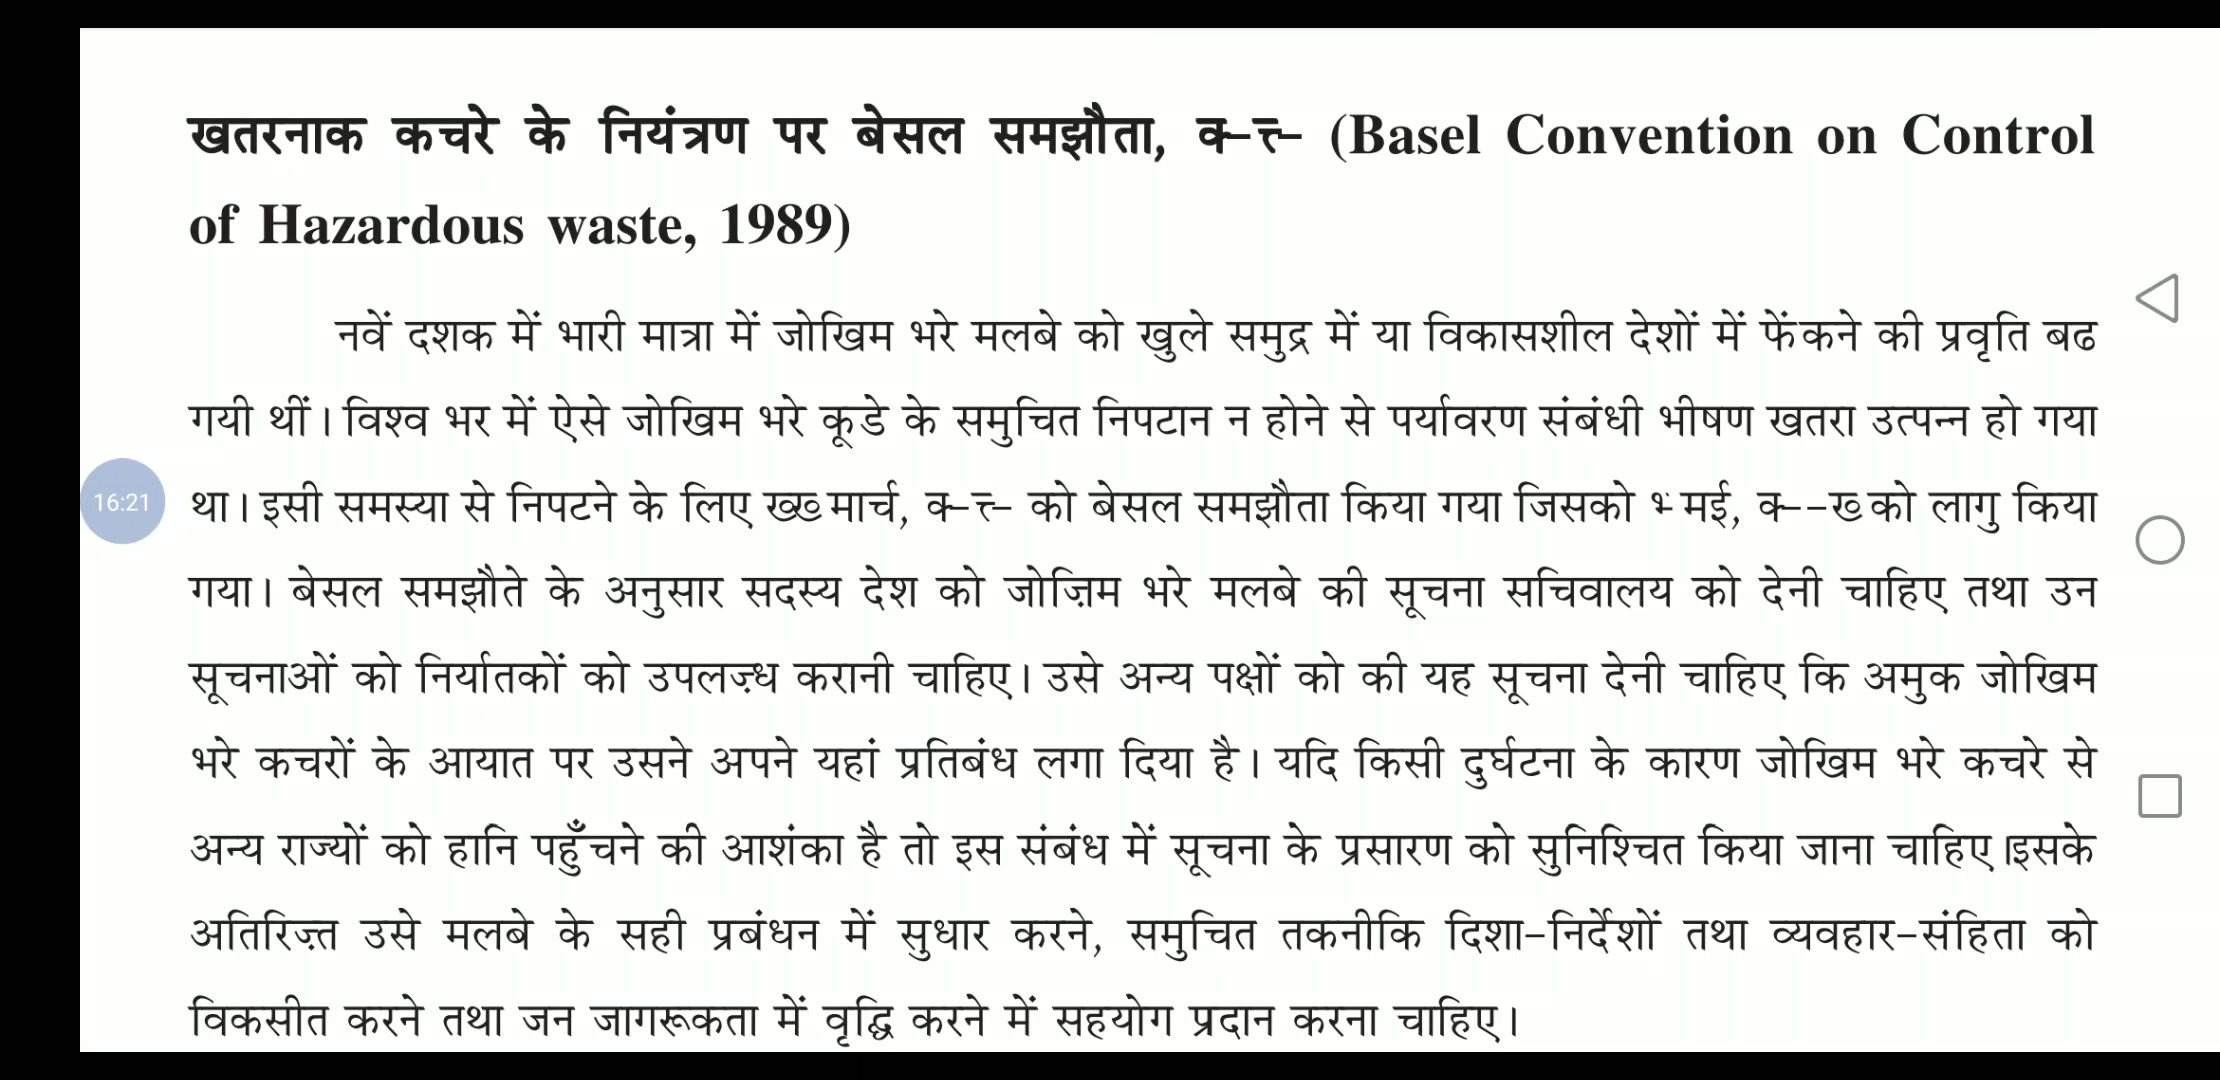 खतरनाक कचरे के नियंत्रण पर बेसल समझौता, क्-त्त- (Basel Convention on Control
of Hazardous waste, 1989)
नवें दशक में भारी मात्रा में जोखिम भरे मलबे को खुले समुद्र में या विकासशील देशों में फेंकने की प्रवृति बढ
गयी थीं। विश्व भर में ऐसे जोखिम भरे कूडे के समुचित निपटान न होने से पर्यावरण संबंधी भीषण खतरा उत्पन्न हो गया
16:21
था। इसी समस्या से निपटने के लिए ख्ख् मार्च, क्-त्त- को बेसल समझौता किया गया जिसको भ् मई, क्--ख् को लागु किया
गया। बेसल समझौते के अनुसार सदस्य देश को जोज़िम भरे मलबे की सूचना सचिवालय को देनी चाहिए तथा उन
सूचनाओं को निर्यातकों को उपलज़्ध करानी चाहिए। उसे अन्य पक्षों को की यह सूचना देनी चाहिए कि अमुक जोखिम
भरे कचरों के आयात पर उसने अपने यहां प्रतिबंध लगा दिया है। यदि किसी दुर्घटना के कारण जोखिम भरे कचरे से
अन्य राज्यों को हानि पहुँचने की आशंका है तो इस संबंध में सूचना के प्रसारण को सुनिश्चित किया जाना चाहिए।इसके
अतिरिज़्त उसे मलबे के सही प्रबंधन में सुधार करने, समुचित तकनीकि दिशा-निर्देशों तथा व्यवहार-संहिता को
विकसीत करने तथा जन जागरूकता में वृद्धि करने में सहयोग प्रदान करना चाहिए।